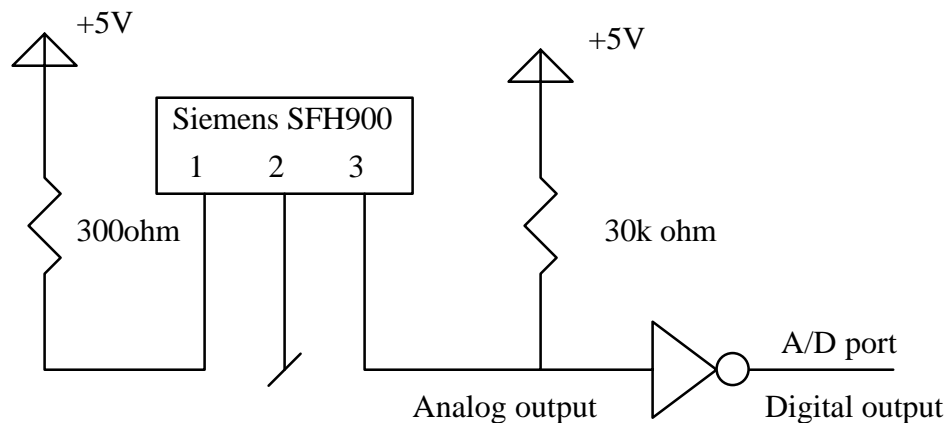 +5V
+5V
Siemens SFH900
1 2 3
300ohm
30k ohm
A/D port
Analog output
Digital output